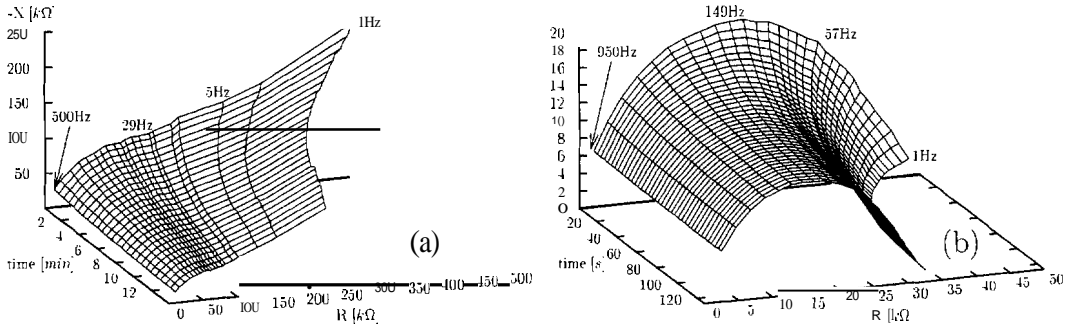 -X [kΩ]
25U
200
150
10U
50
500Hz
29Hz
5Hz
1Hz
2
4
6
8
10
12
time [min]
(a)
0
50
10U
150
200
250
30U
350
400
450
500
R [kΩ]
20
18
16
14
12
10
8
6
4
2
O
950Hz
149Hz
57Hz
1Hz
20
40
60
80
100
120
time [s]
(b)
0
5
10
15
20
25
30
35
40
45
50
R [kΩ